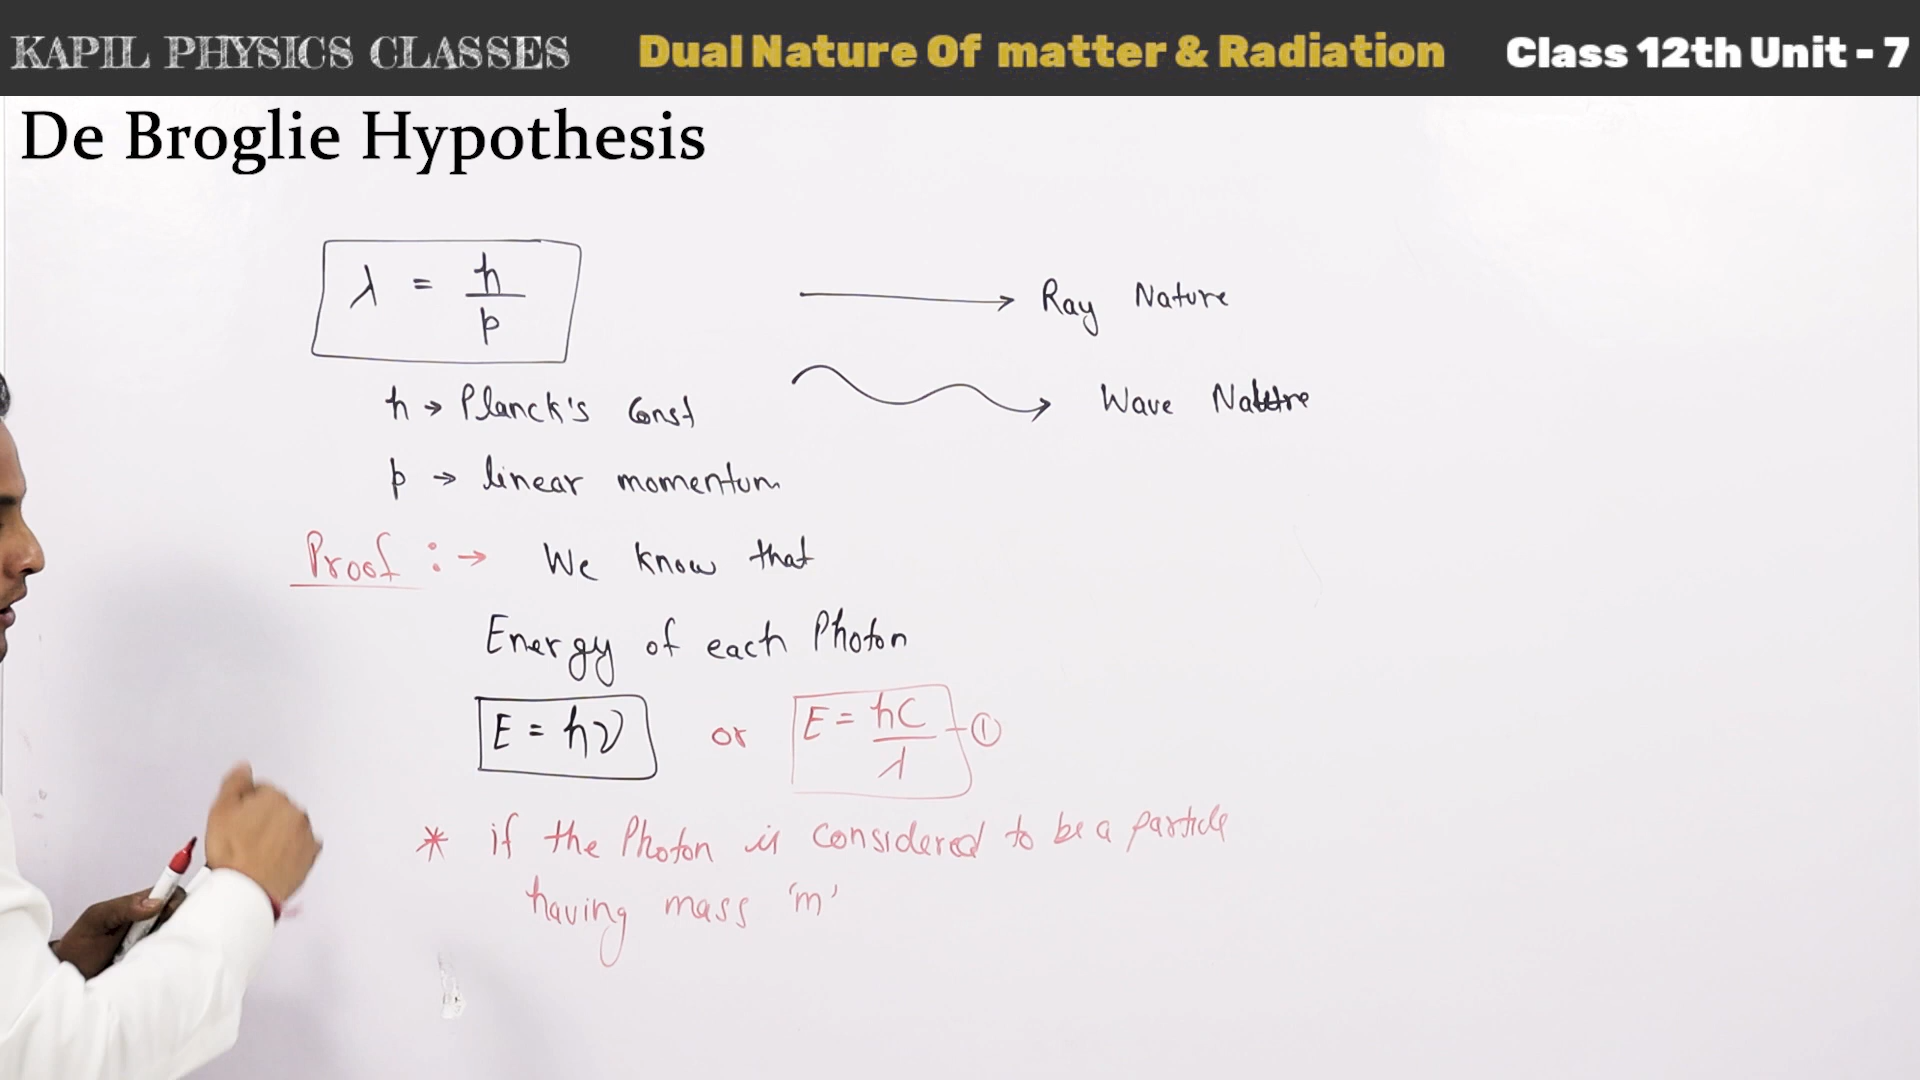 KAPIL PHYSICS CLASSES Dual Nature Of matter & Radiation Class 12th Unit - 7
De Broglie Hypothesis
λ = h/p
Ray Nature
Wave Nature
h → Planck's Const
p → linear momentum
Proof :→ We know that
Energy of each Photon
E = hν or E = hC/λ - ①
* if the Photon is considered to be a particle
having mass 'm'